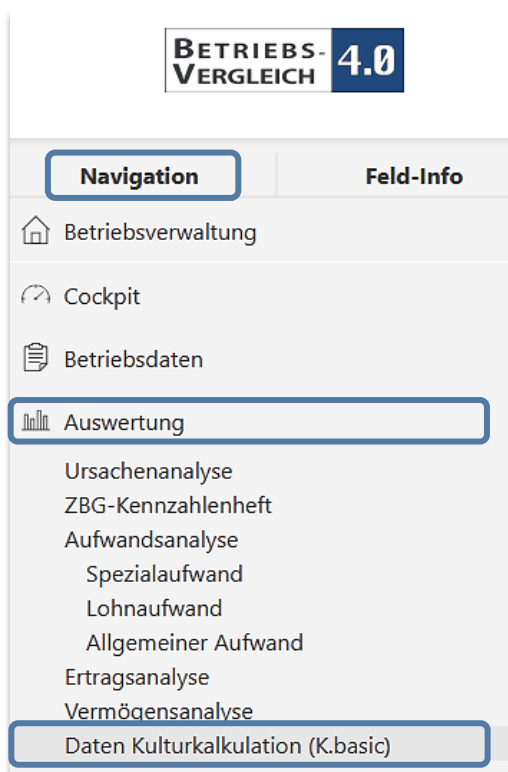 BETRIEBS-
VERGLEICH 4.0
Navigation Feld-Info
Betriebsverwaltung
Cockpit
Betriebsdaten
Auswertung
Ursachenanalyse
ZBG-Kennzahlenheft
Aufwandsanalyse
Spezialaufwand
Lohnaufwand
Allgemeiner Aufwand
Ertragsanalyse
Vermögensanalyse
Daten Kulturkalkulation (K.basic)